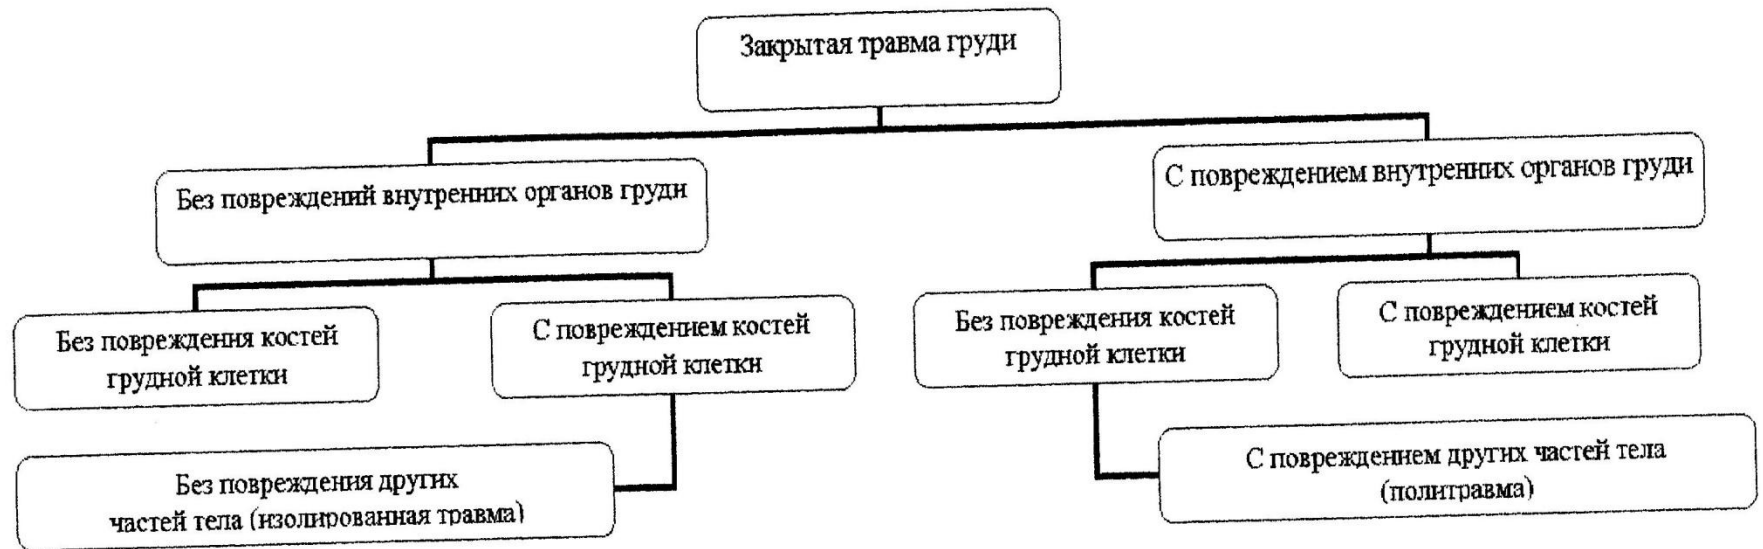 Закрытая травма груди
Без повреждений внутренних органов груди
С повреждением внутренних органов груди
Без повреждения костей
грудной клетки
С повреждением костей
грудной клетки
Без повреждения костей
грудной клетки
С повреждением костей
грудной клетки
Без повреждения других
частей тела (изолированная травма)
С повреждением других частей тела
(политравма)